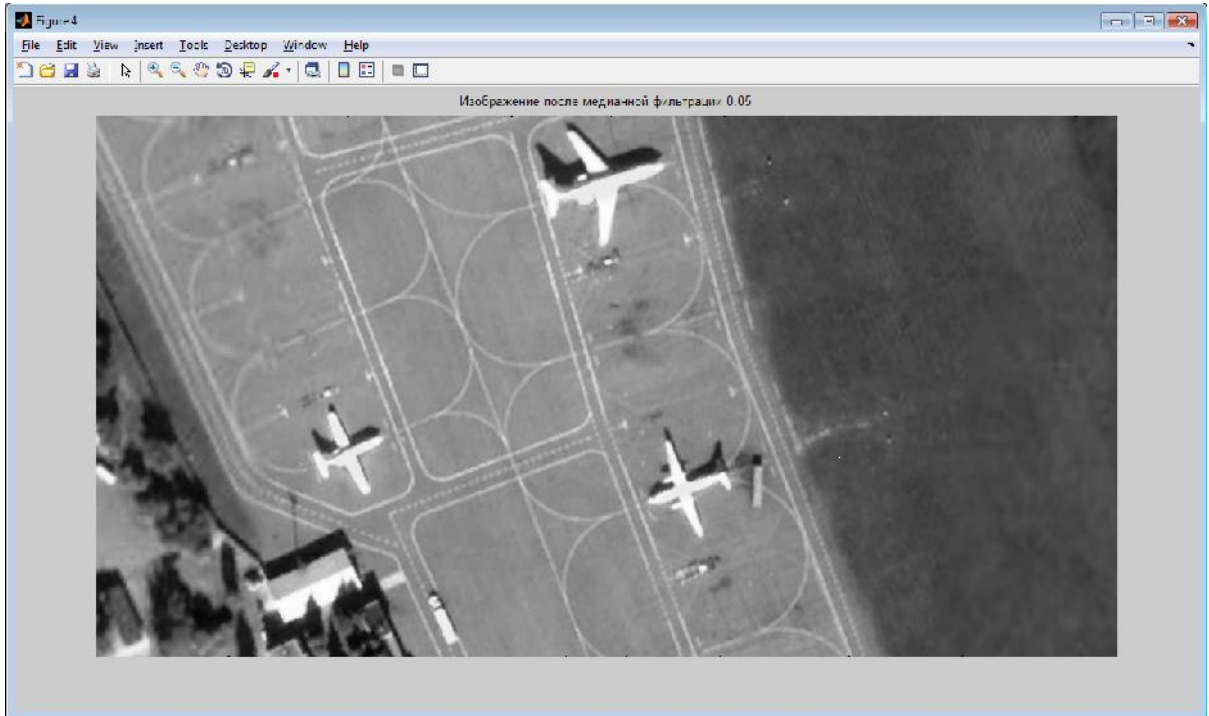 Figure 4
File Edit View Insert Tools Desktop Window Help
Изображение после медианной фильтрации 0.05